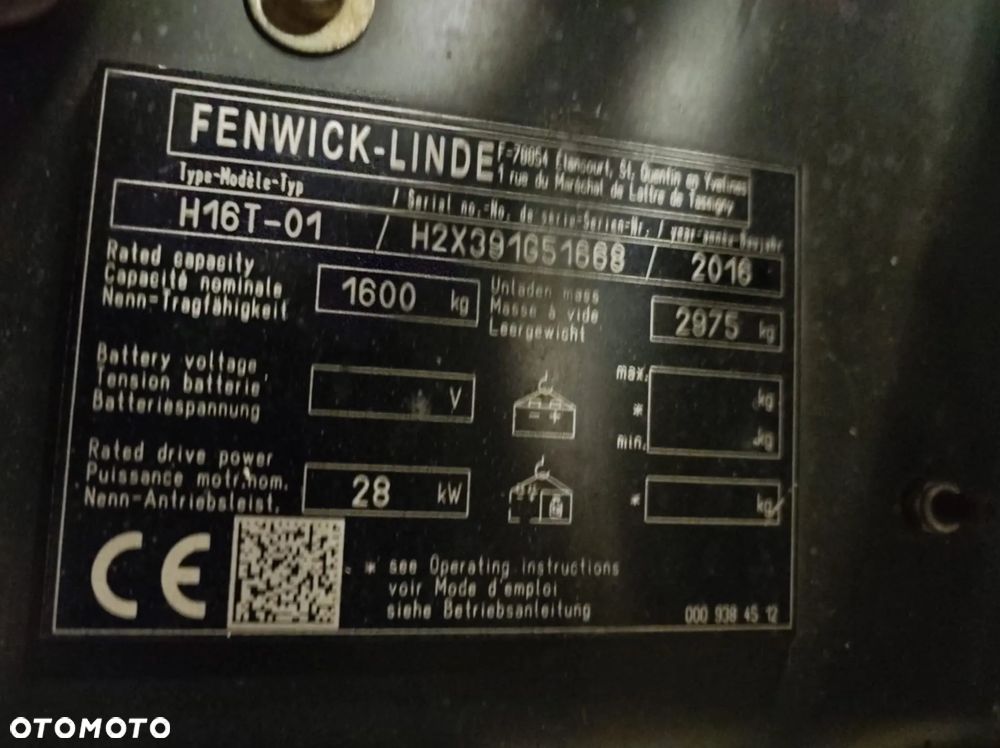 FENWICK-LINDE
F-78054 Elancourt, St. Quentin en Yvelines
1 rue du Maréchal de Lattre de Tassigny
Type-Modèle-Typ / Serial no.-No. de série-Serien-Nr. / year-année-Baujahr
H16T-01 / H2X391G51668 / 2016
Rated capacity
Capacité nominale
Nenn-Tragfähigkeit
1600 kg
Unladen mass
Masse à vide
Leergewicht
2975 kg
Battery voltage
Tension batterie
Batteriespannung
V
- +
max.
*
min.
kg
kg
Rated drive power
Puissance motr.nom.
Nenn-Antriebsleist.
28 kW
*
kg
CE
* see Operating instructions
voir Mode d'emploi
siehe Betriebsanleitung
000 938 45 12
OTOMOTO